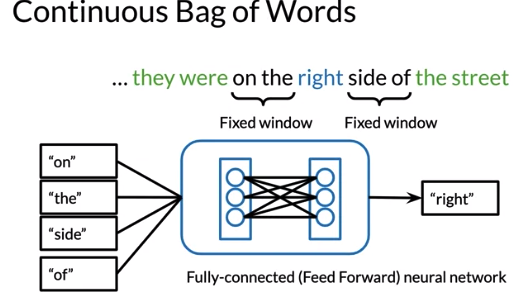 Continuous Bag of Words
... they were on the right side of the street
Fixed window Fixed window
"on"
"the"
"side"
"of"
"right"
Fully-connected (Feed Forward) neural network